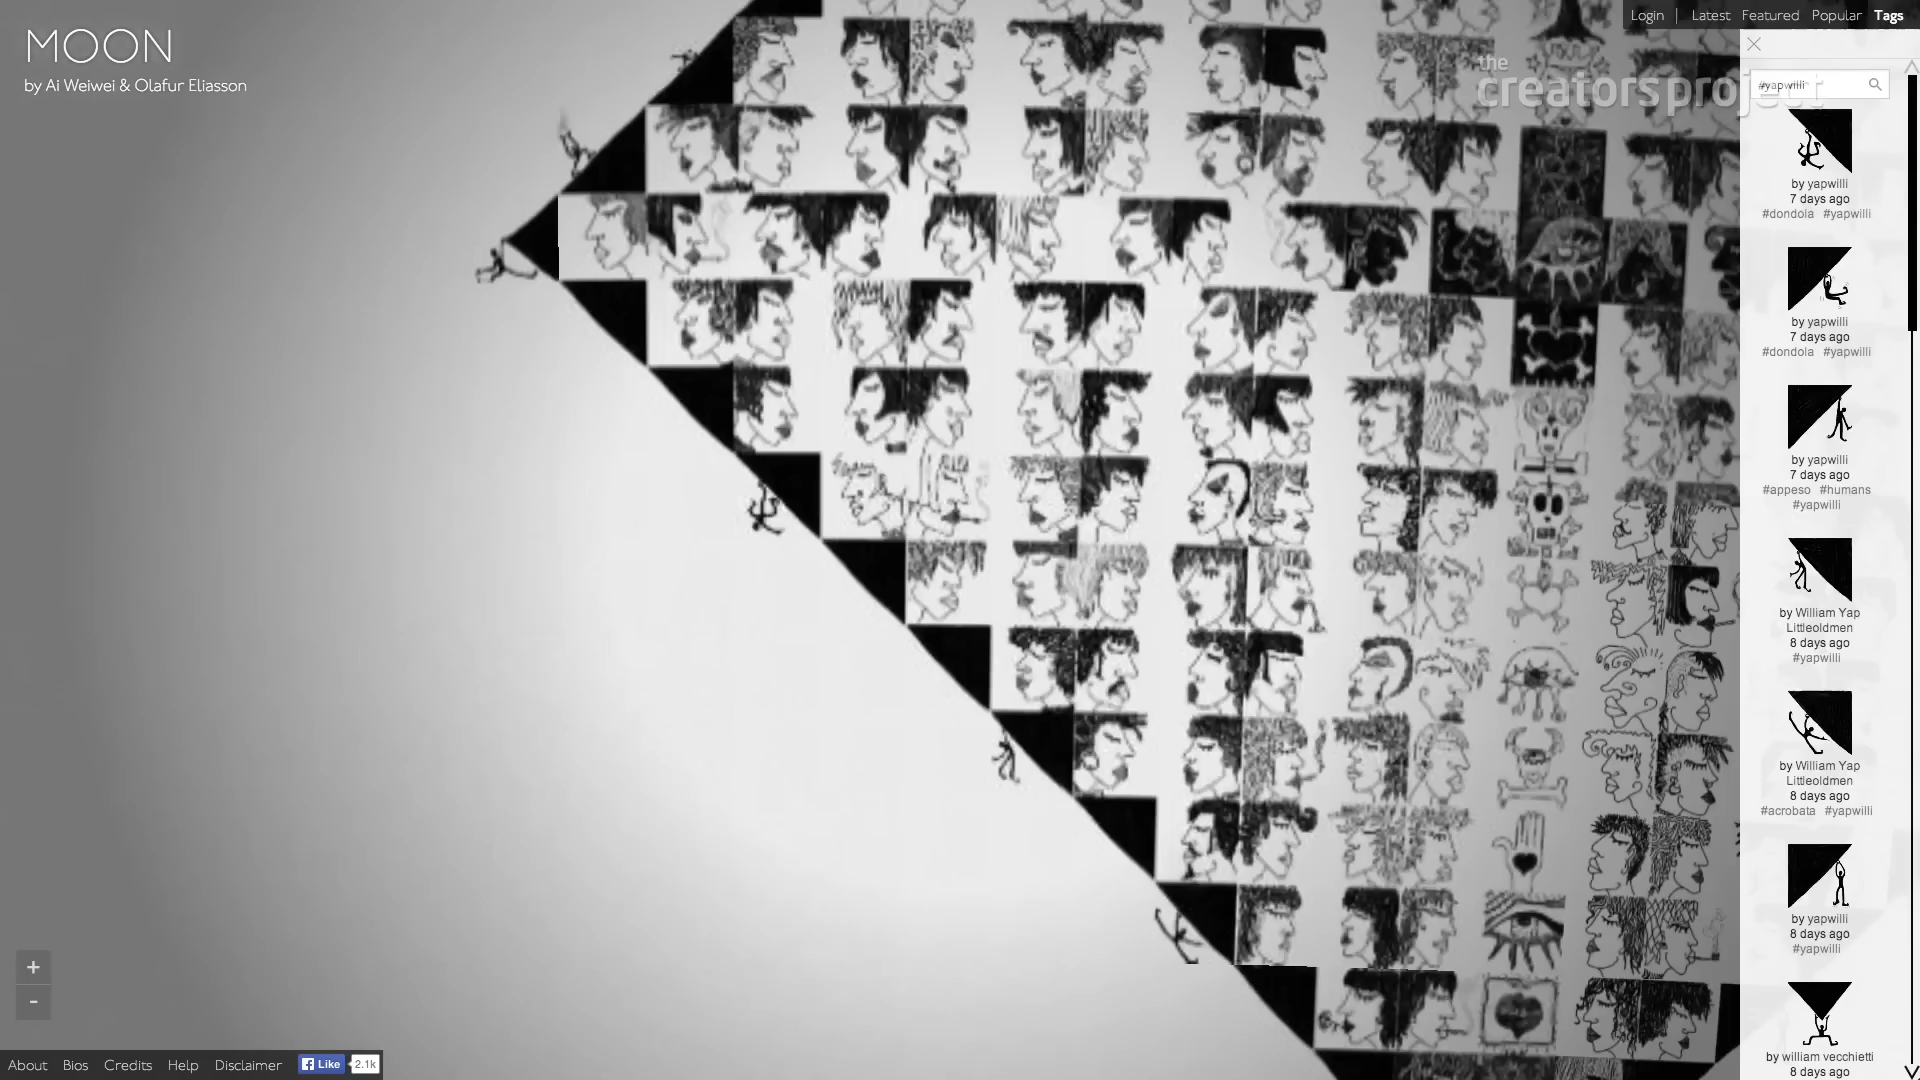 MOON
by Ai Weiwei & Olafur Eliasson
Login | Latest Featured Popular Tags
the
creatorsproject
#yapwilli
by yapwilli
7 days ago
#dondola #yapwilli
by yapwilli
7 days ago
#dondola #yapwilli
by yapwilli
7 days ago
#appeso #humans
#yapwilli
by William Yap
Littleoldmen
8 days ago
#yapwilli
by William Yap
Littleoldmen
8 days ago
#acrobata #yapwilli
by yapwilli
8 days ago
#yapwilli
by william vecchietti
8 days ago
+
-
About Bios Credits Help Disclaimer Like 2.1k